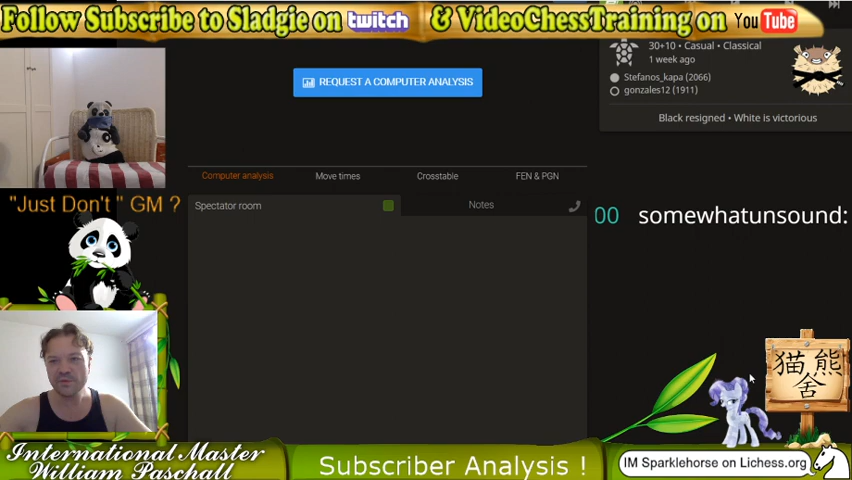 Follow Subscribe to Sladgie on twitch & VideoChessTraining on YouTube
30+10 • Casual • Classical
1 week ago
Stefanos_kapa (2066)
gonzales12 (1911)
Black resigned • White is victorious
REQUEST A COMPUTER ANALYSIS
Computer analysis Move times Crosstable FEN & PGN
Spectator room Notes
"Just Don't " GM ?
00 somewhatunsound:
猫熊
舍
International Master
William Paschall
Subscriber Analysis !
IM Sparklehorse on Lichess.org